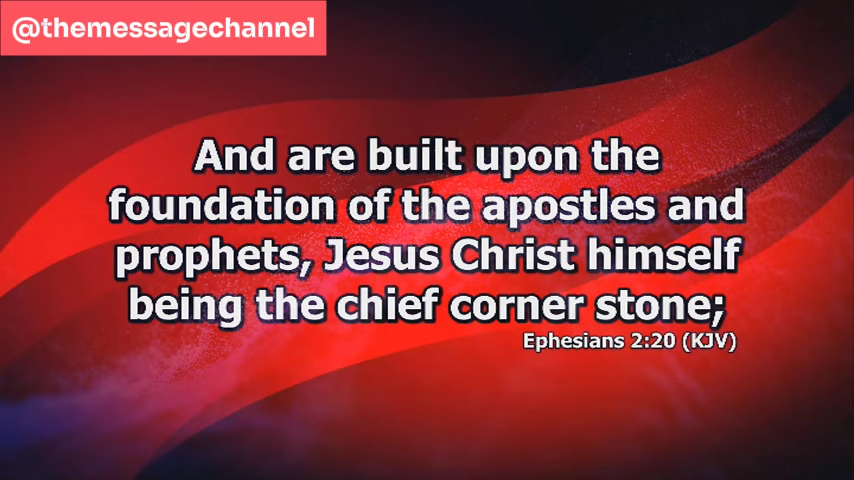 @themessagechannel
And are built upon the
foundation of the apostles and
prophets, Jesus Christ himself
being the chief corner stone;
Ephesians 2:20 (KJV)